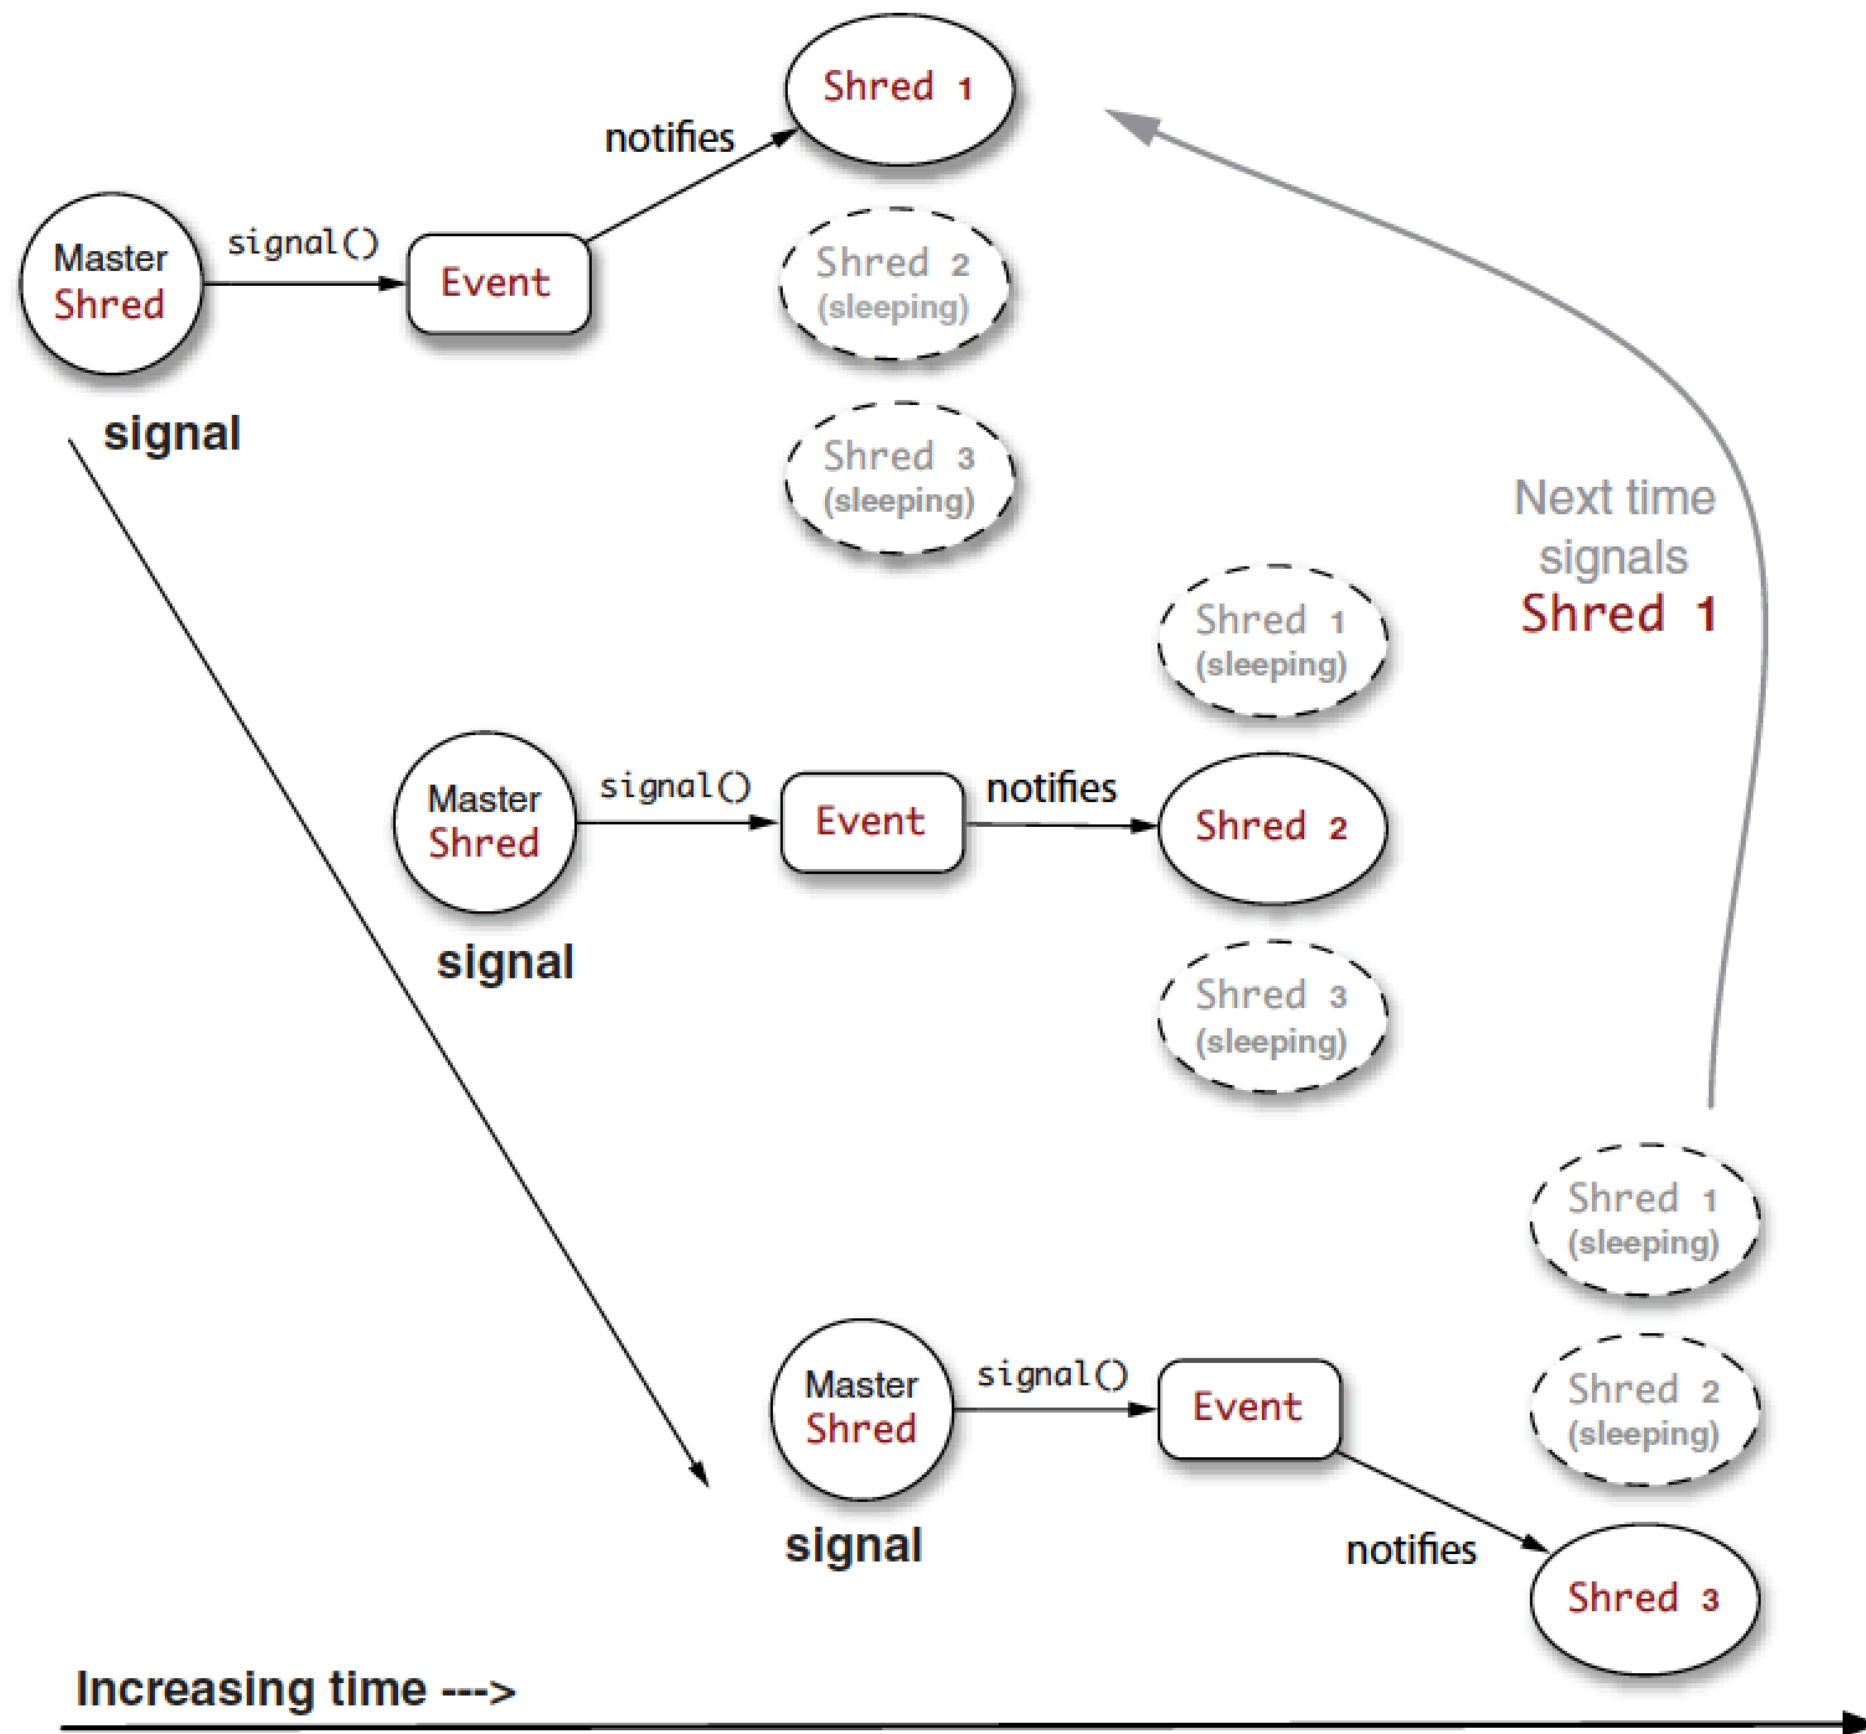 Shred 1
notifies
signal()
Master
Shred
Event
Shred 2
(sleeping)
signal
Shred 3
(sleeping)
Next time
signals
Shred 1
Shred 1
(sleeping)
signal()
notifies
Master
Shred
Event
Shred 2
signal
Shred 3
(sleeping)
Shred 1
(sleeping)
signal()
Master
Shred
Event
Shred 2
(sleeping)
signal
notifies
Shred 3
Increasing time --->